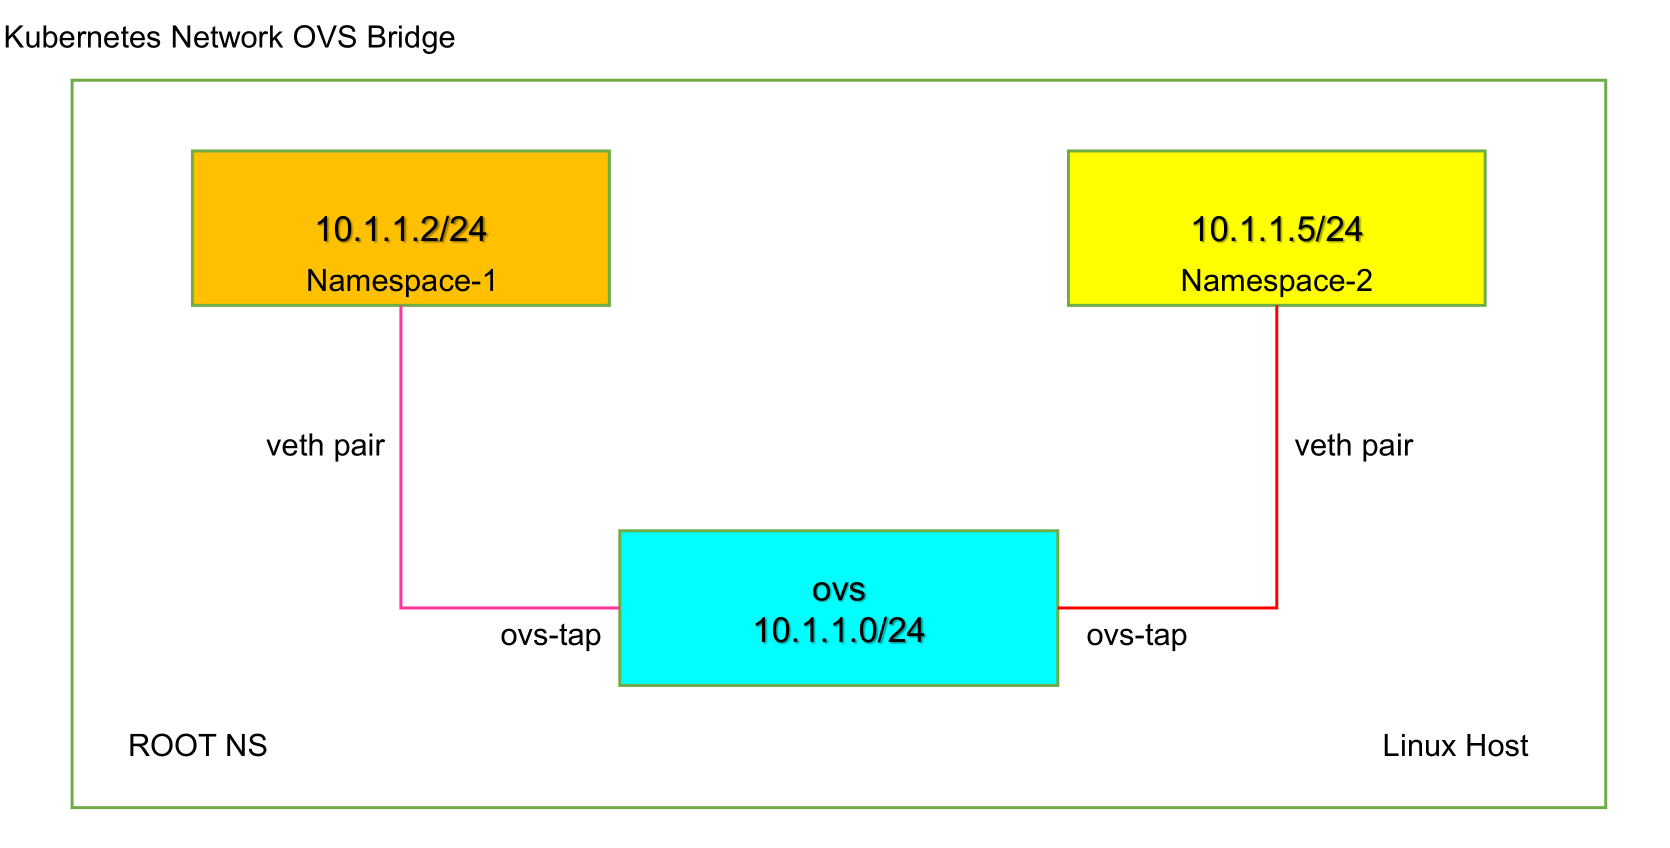 Kubernetes Network OVS Bridge
10.1.1.2/24
Namespace-1
10.1.1.5/24
Namespace-2
veth pair
veth pair
ovs
10.1.1.0/24
ovs-tap
ovs-tap
ROOT NS
Linux Host